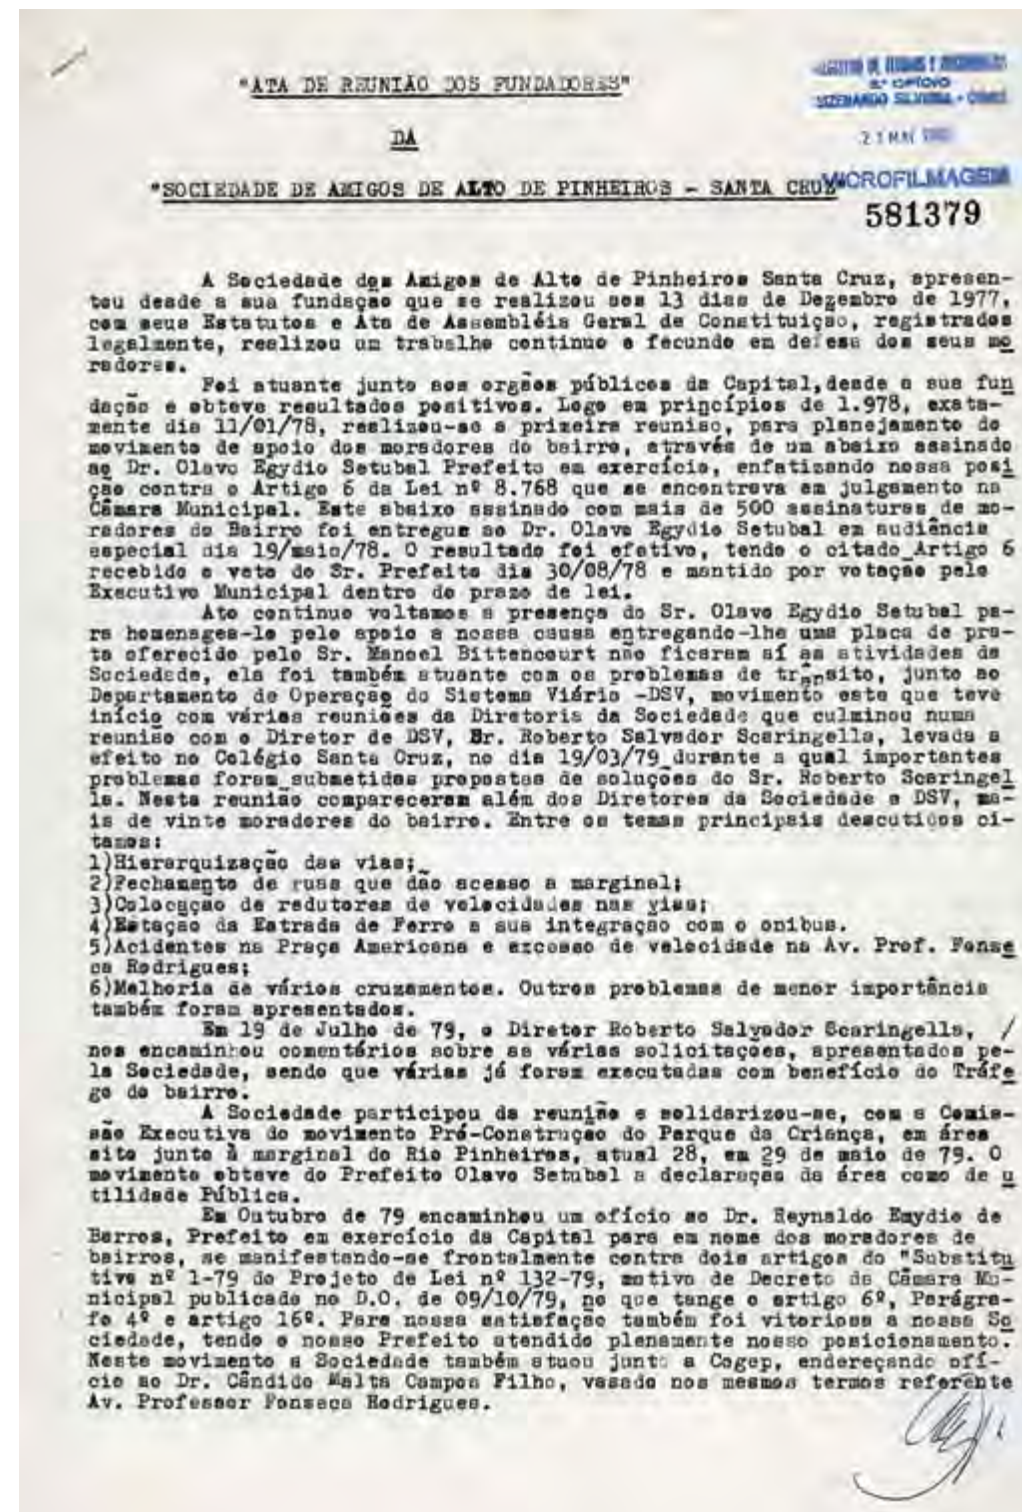 "ATA DE REUNIÃO DOS FUNDADORES"
DA
"SOCIEDADE DE AMIGOS DE ALTO DE PINHEIROS - SANTA CRUZ"
21 MAI
MICROFILMAGEM
581379
A Sociedade dos Amigos de Alto de Pinheiros Santa Cruz, apresen-
tou desde a sua fundação que se realizou aos 13 dias de Dezembro de 1977,
com seus Estatutos e Ata de Assembléia Geral de Constituição, registrados
legalmente, realizou um trabalho continuo e fecundo em defesa dos seus mo
radores.
Foi atuante junto aos orgãos públicos da Capital,desde a sua fun
dação e obteve resultados positivos. Logo em princípios de 1.978, exata-
mente dia 11/01/78, realizou-se a primeira reunião, para planejamento do
movimento de apoio dos moradores do bairro, através de um abaixo assinado
ao Dr. Olavo Egydio Setubal Prefeito em exercício, enfatizando nossa posi
ção contra o Artigo 6 da Lei nº 8.768 que se encontrava em julgamento na
Câmara Municipal. Este abaixo assinado com mais de 500 assinaturas de mo-
radores do Bairro foi entregue ao Dr. Olavo Egydio Setubal em audiência
especial dia 19/maio/78. O resultado foi efetivo, tendo o citado Artigo 6
recebido o veto do Sr. Prefeito dia 30/08/78 e mantido por votação pelo
Executivo Municipal dentro do prazo de lei.
Ato continuo voltamos a presença do Sr. Olavo Egydio Setubal pa-
ra homenagea-lo pelo apoio a nossa causa entregando-lhe uma placa de pra-
ta oferecido pelo Sr. Manoel Bittencourt não ficaram aí as atividades da
Sociedade, ela foi também atuante com os problemas de trânsito, junto ao
Departamento de Operação do Sistema Viário -DSV, movimento este que teve
início com várias reuniões da Diretoria da Sociedade que culminou numa
reunião com o Diretor de DSV, Sr. Roberto Salvador Scaringella, levada a
efeito no Colégio Santa Cruz, no dia 19/03/79 durante a qual importantes
problemas foram submetidas propostas de soluções do Sr. Roberto Scaringel
la. Nesta reunião compareceram além dos Diretores da Sociedade e DSV, ma-
is de vinte moradores do bairro. Entre os temas principais descutidos ci-
tamos:
1)Hierarquização das vias;
2)Fechamento de ruas que dão acesso a marginal;
3)Colocação de redutores de velocidades nas vias;
4)Estação da Estrada de Ferro a sua integração com o onibus.
5)Acidentes na Praça Americana e excesso de velocidade na Av. Prof. Fonse
ca Rodrigues;
6)Melhoria de vários cruzamentos. Outros problemas de menor importância
também foram apresentados.
Em 19 de Julho de 79, o Diretor Roberto Salvador Scaringella, /
nos encaminhou comentários sobre as várias solicitações, apresentados pe-
la Sociedade, sendo que várias já foram executadas com benefício do Tráfe
go do bairro.
A Sociedade participou da reunião e solidarizou-se, com a Comis-
são Executiva do movimento Pró-Construção do Parque da Criança, em área
sito junto à marginal do Rio Pinheiros, atual 28, em 29 de maio de 79. O
movimento obteve do Prefeito Olavo Setubal a declaração da área como de u
tilidade Pública.
Em Outubro de 79 encaminhou um ofício ao Dr. Reynaldo Emydio de
Barros, Prefeito em exercício da Capital para em nome dos moradores de
bairros, se manifestando-se frontalmente contra dois artigos do "Substitu
tivo nº 1-79 do Projeto de Lei nº 132-79, motivo de Decreto da Câmara Mu-
nicipal publicado no D.O. de 09/10/79, no que tange o artigo 6º, Parágra-
fo 4º e artigo 16º. Para nossa satisfação também foi vitoriosa a nossa So
ciedade, tendo o nosso Prefeito atendido plenamente nosso posicionamento.
Neste movimento a Sociedade também atuou junto a Cogep, endereçando ofí-
cio ao Dr. Cândido Malta Campos Filho, vasado nos mesmos termos referente
Av. Professor Fonseca Rodrigues.